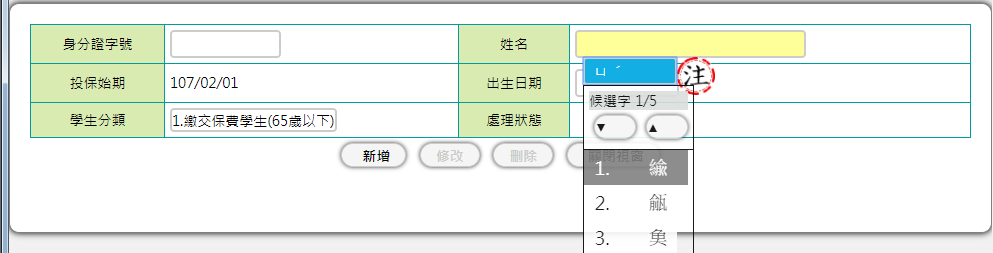 身分證字號 姓名
ㄩˊ 注
投保始期 107/02/01 出生日期
候選字 1/5
學生分類 1.繳交保費學生(65歲以下) 處理狀態
▼ ▲
新增 修改 刪除 關閉視窗
1.
2.
3.